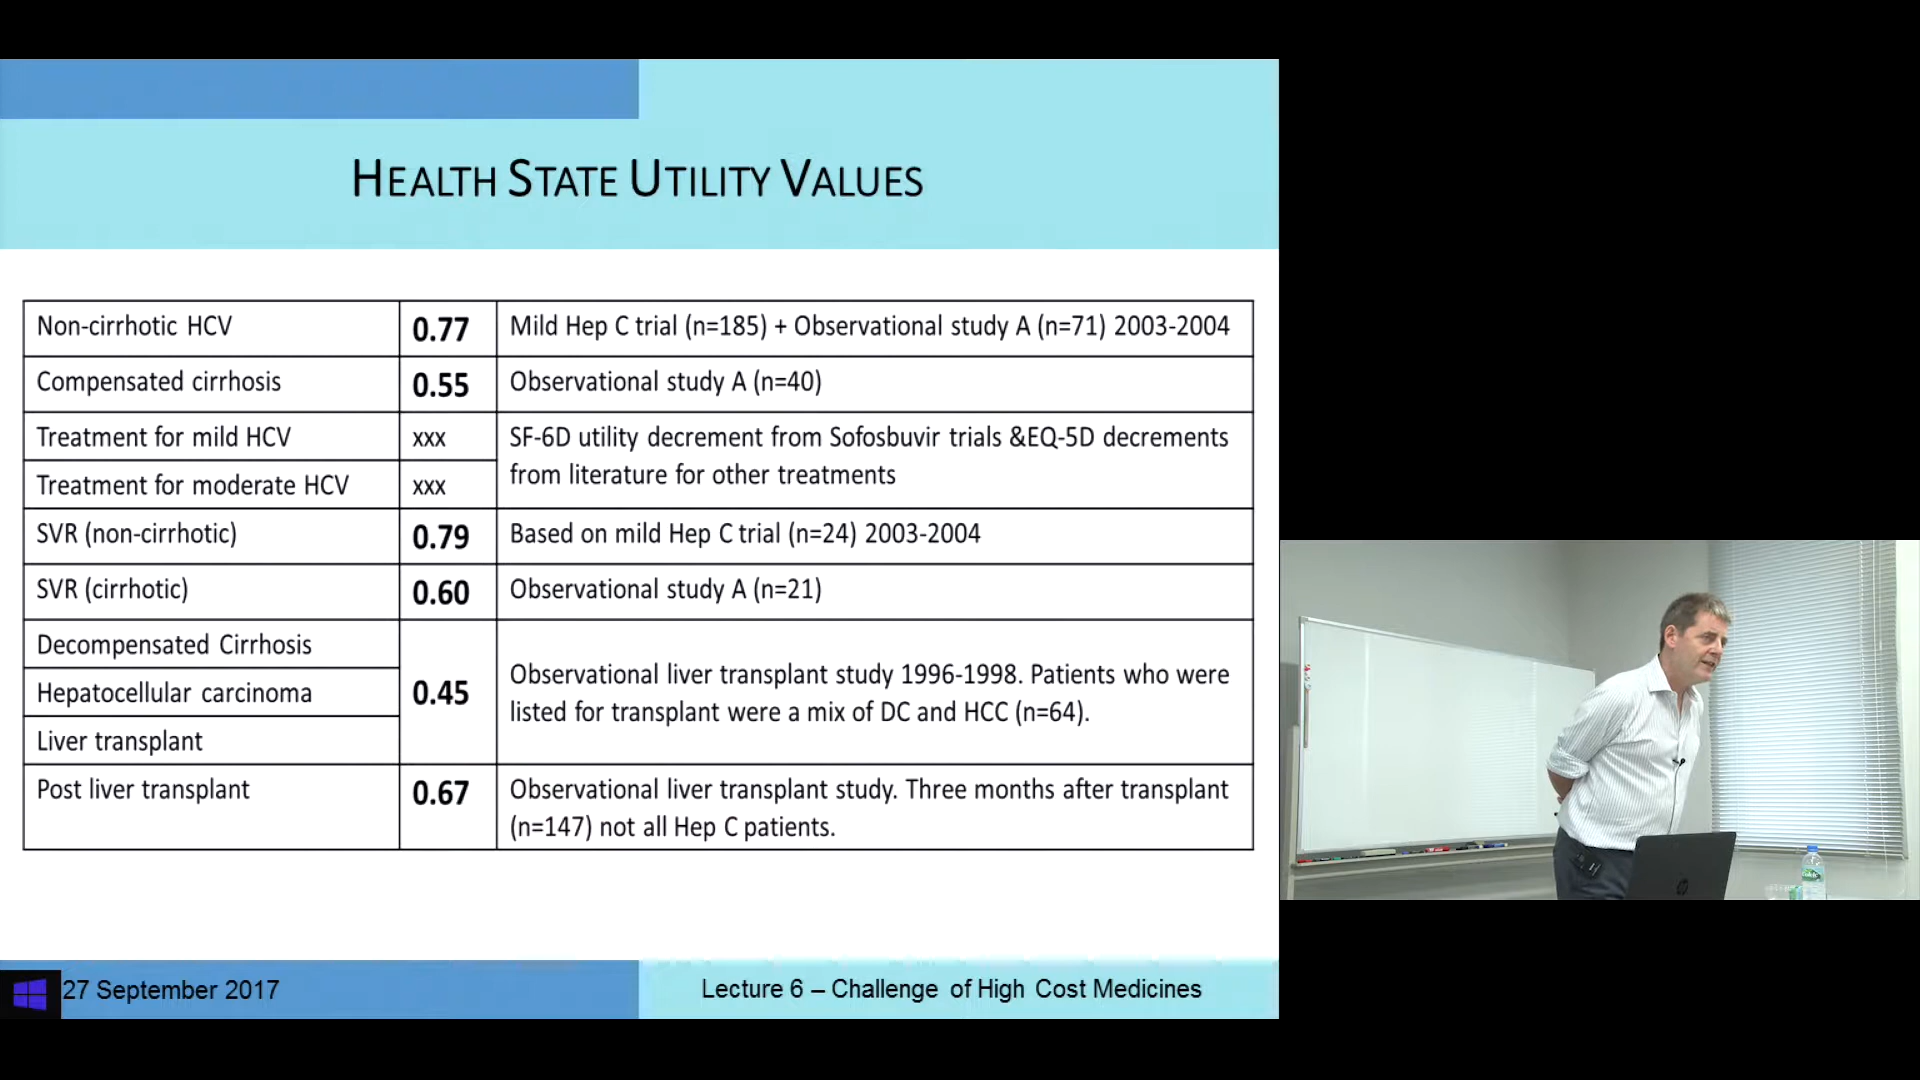 HEALTH STATE UTILITY VALUES
Non-cirrhotic HCV 0.77 Mild Hep C trial (n=185) + Observational study A (n=71) 2003-2004
Compensated cirrhosis 0.55 Observational study A (n=40)
Treatment for mild HCV xxx SF-6D utility decrement from Sofosbuvir trials &EQ-5D decrements
from literature for other treatments
Treatment for moderate HCV xxx
SVR (non-cirrhotic) 0.79 Based on mild Hep C trial (n=24) 2003-2004
SVR (cirrhotic) 0.60 Observational study A (n=21)
Decompensated Cirrhosis
Hepatocellular carcinoma
Liver transplant
0.45
Observational liver transplant study 1996-1998. Patients who were
listed for transplant were a mix of DC and HCC (n=64).
Post liver transplant 0.67 Observational liver transplant study. Three months after transplant
(n=147) not all Hep C patients.
27 September 2017
Lecture 6 – Challenge of High Cost Medicines